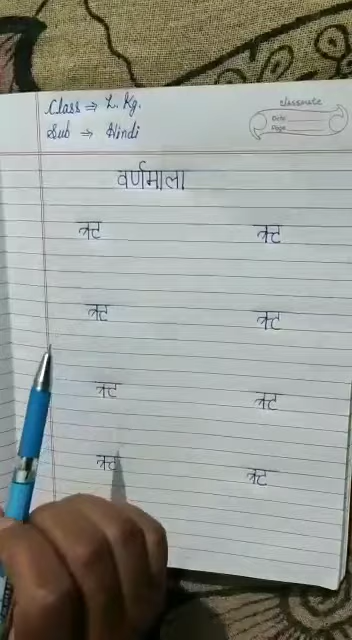 Class ⇒ L. Kg.
Sub ⇒ Hindi
classmate
Date
Page
वर्णमाला
ऋ ऋ
ऋ ऋ
ऋ ऋ
ऋ ऋ